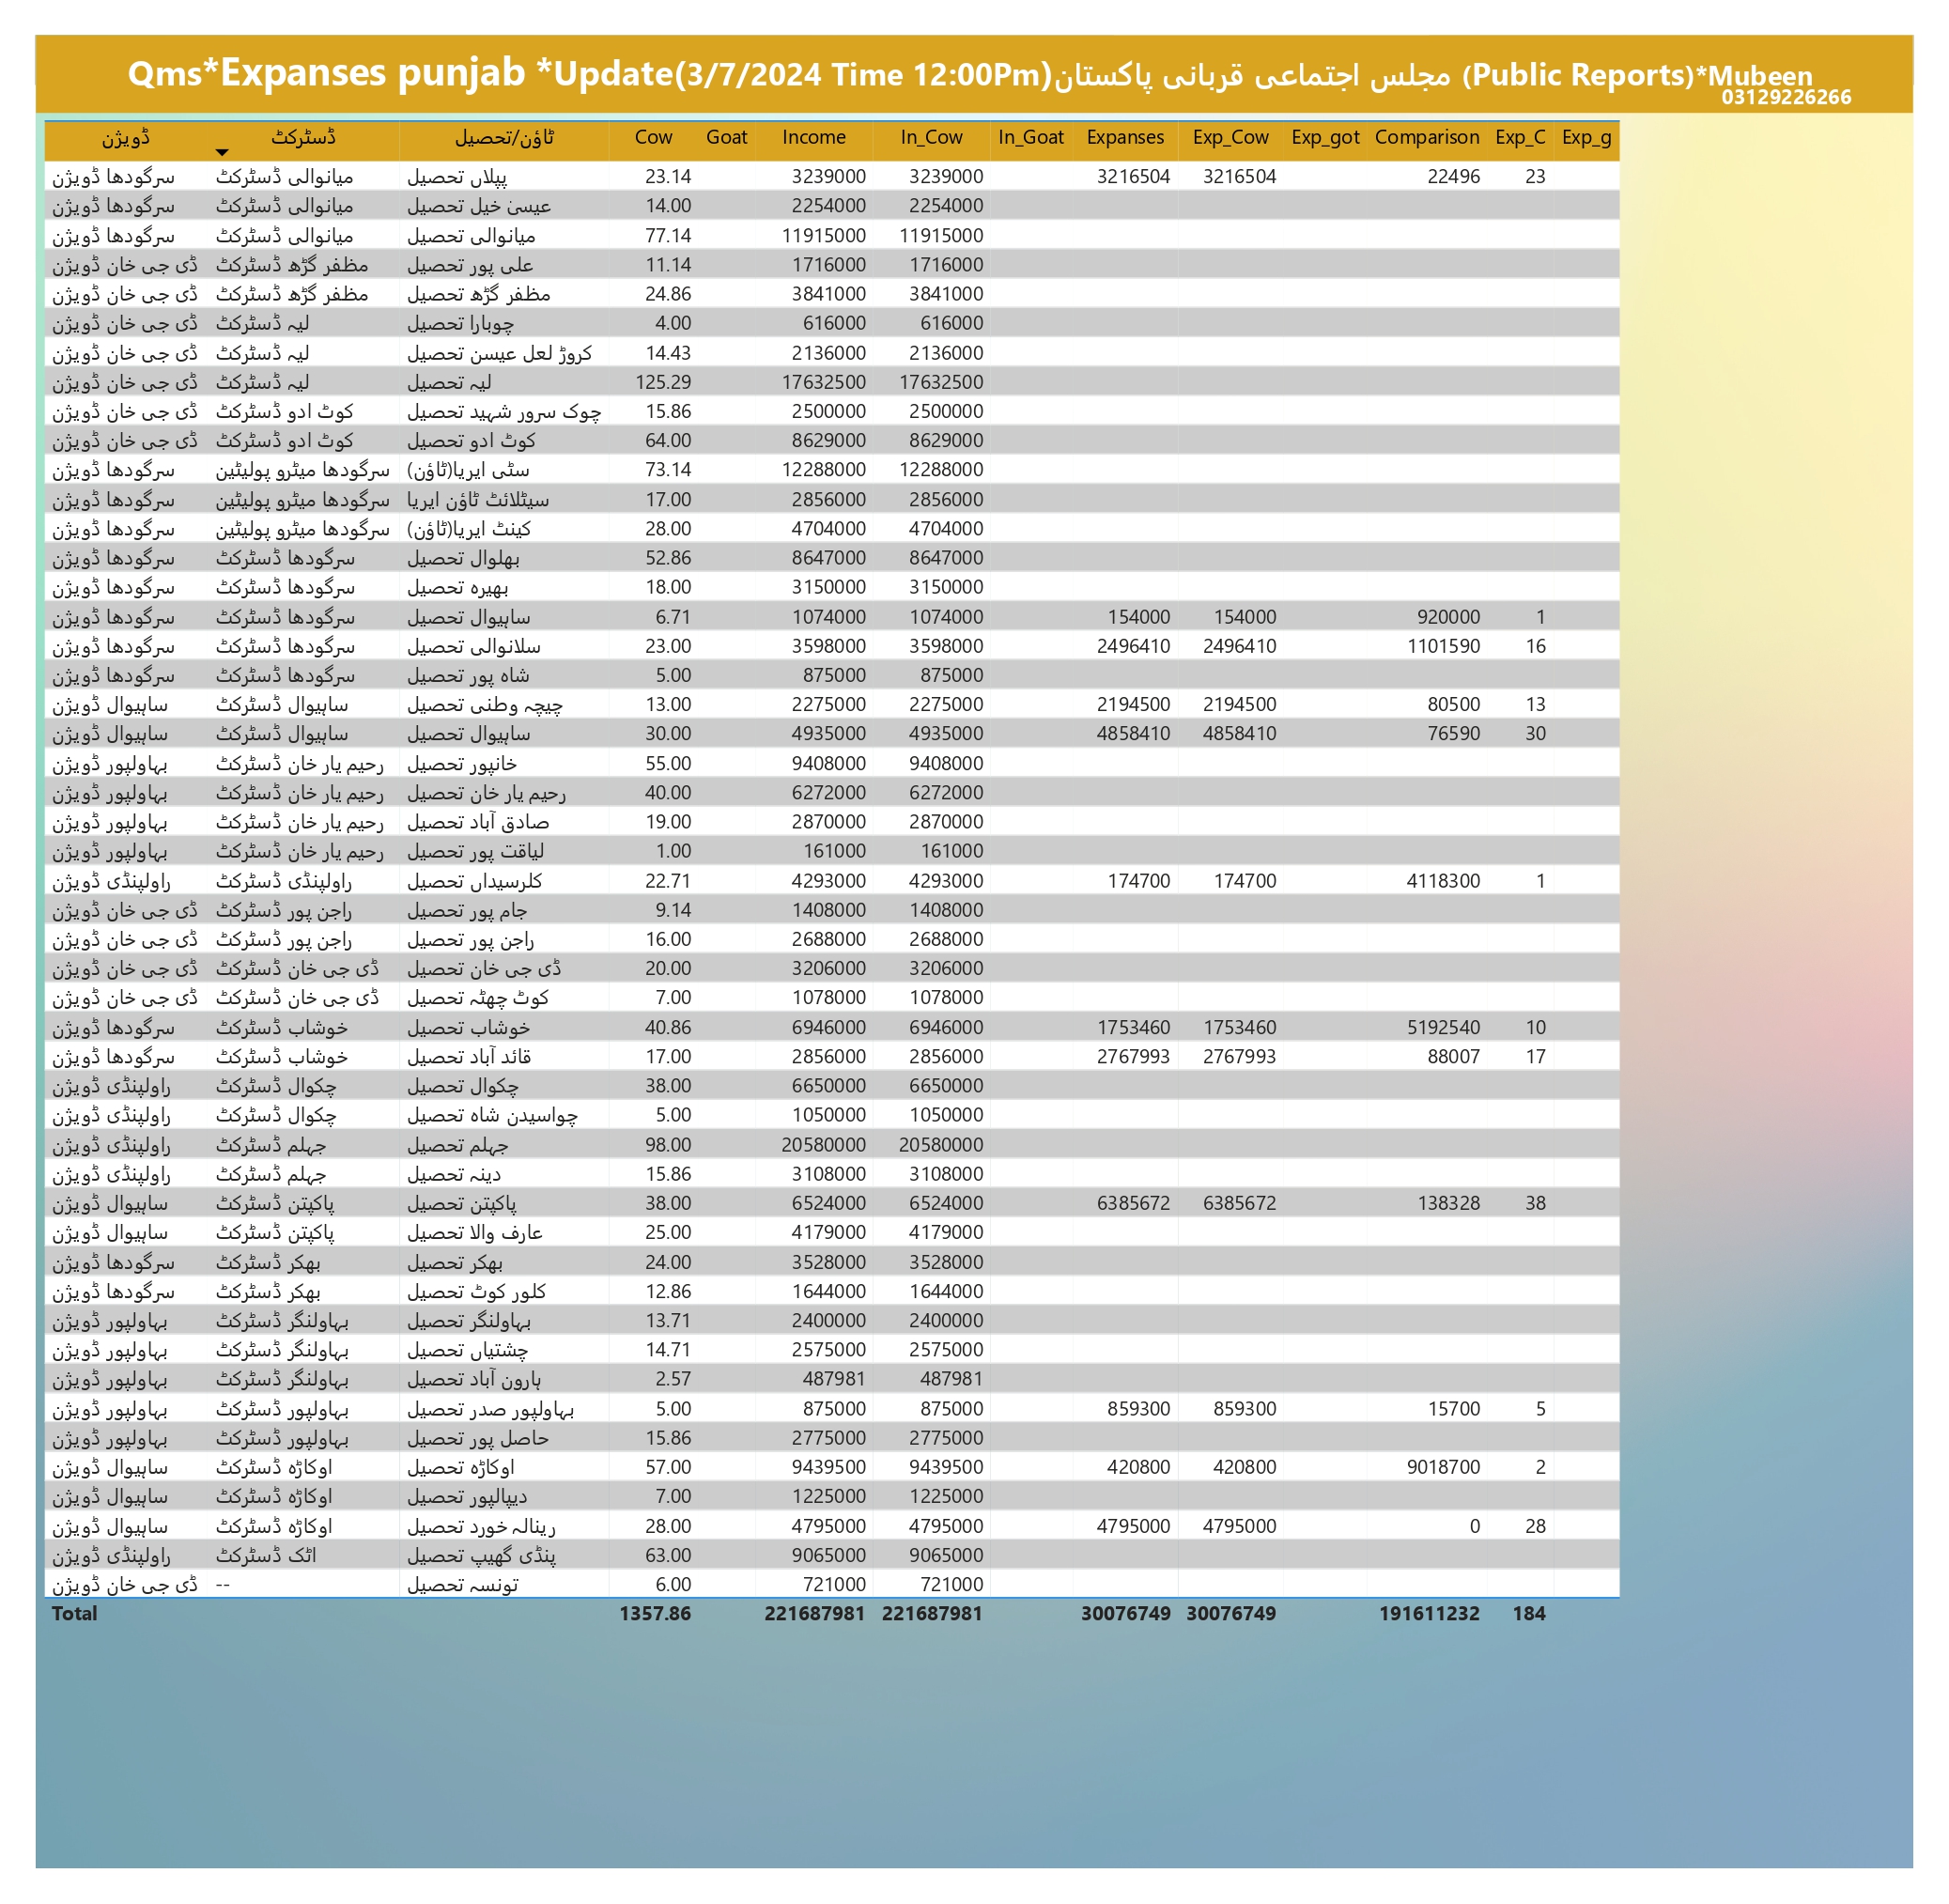 Qms*Expanses punjab *Update(3/7/2024 Time 12:00Pm)مجلس اجتماعی قربانی پاکستان (Public Reports)*Mubeen
03129226266
ڈویژن ڈسٹرکٹ ٹاؤن/تحصیل Cow Goat Income In_Cow In_Goat Expanses Exp_Cow Exp_got Comparison Exp_C Exp_g
سرگودھا ڈویژن میانوالی ڈسٹرکٹ پپلاں تحصیل 23.14 3239000 3239000 3216504 3216504 22496 23
سرگودھا ڈویژن میانوالی ڈسٹرکٹ عیسیٰ خیل تحصیل 14.00 2254000 2254000
سرگودھا ڈویژن میانوالی ڈسٹرکٹ میانوالی تحصیل 77.14 11915000 11915000
ڈی جی خان ڈویژن مظفر گڑھ ڈسٹرکٹ علی پور تحصیل 11.14 1716000 1716000
ڈی جی خان ڈویژن مظفر گڑھ ڈسٹرکٹ مظفر گڑھ تحصیل 24.86 3841000 3841000
ڈی جی خان ڈویژن لیہ ڈسٹرکٹ چوبارا تحصیل 4.00 616000 616000
ڈی جی خان ڈویژن لیہ ڈسٹرکٹ کروڑ لعل عیسن تحصیل 14.43 2136000 2136000
ڈی جی خان ڈویژن لیہ ڈسٹرکٹ لیہ تحصیل 125.29 17632500 17632500
ڈی جی خان ڈویژن کوٹ ادو ڈسٹرکٹ چوک سرور شہید تحصیل 15.86 2500000 2500000
ڈی جی خان ڈویژن کوٹ ادو ڈسٹرکٹ کوٹ ادو تحصیل 64.00 8629000 8629000
سرگودھا ڈویژن سرگودھا میٹرو پولیٹین سٹی ایریا(ٹاؤن) 73.14 12288000 12288000
سرگودھا ڈویژن سرگودھا میٹرو پولیٹین سیٹلائٹ ٹاؤن ایریا 17.00 2856000 2856000
سرگودھا ڈویژن سرگودھا میٹرو پولیٹین کینٹ ایریا(ٹاؤن) 28.00 4704000 4704000
سرگودھا ڈویژن سرگودھا ڈسٹرکٹ بھلوال تحصیل 52.86 8647000 8647000
سرگودھا ڈویژن سرگودھا ڈسٹرکٹ بھیرہ تحصیل 18.00 3150000 3150000
سرگودھا ڈویژن سرگودھا ڈسٹرکٹ ساہیوال تحصیل 6.71 1074000 1074000 154000 154000 920000 1
سرگودھا ڈویژن سرگودھا ڈسٹرکٹ سلانوالی تحصیل 23.00 3598000 3598000 2496410 2496410 1101590 16
سرگودھا ڈویژن سرگودھا ڈسٹرکٹ شاہ پور تحصیل 5.00 875000 875000
ساہیوال ڈویژن ساہیوال ڈسٹرکٹ چیچہ وطنی تحصیل 13.00 2275000 2275000 2194500 2194500 80500 13
ساہیوال ڈویژن ساہیوال ڈسٹرکٹ ساہیوال تحصیل 30.00 4935000 4935000 4858410 4858410 76590 30
بہاولپور ڈویژن رحیم یار خان ڈسٹرکٹ خانپور تحصیل 55.00 9408000 9408000
بہاولپور ڈویژن رحیم یار خان ڈسٹرکٹ رحیم یار خان تحصیل 40.00 6272000 6272000
بہاولپور ڈویژن رحیم یار خان ڈسٹرکٹ صادق آباد تحصیل 19.00 2870000 2870000
بہاولپور ڈویژن رحیم یار خان ڈسٹرکٹ لیاقت پور تحصیل 1.00 161000 161000
راولپنڈی ڈویژن راولپنڈی ڈسٹرکٹ کلرسیداں تحصیل 22.71 4293000 4293000 174700 174700 4118300 1
ڈی جی خان ڈویژن راجن پور ڈسٹرکٹ جام پور تحصیل 9.14 1408000 1408000
ڈی جی خان ڈویژن راجن پور ڈسٹرکٹ راجن پور تحصیل 16.00 2688000 2688000
ڈی جی خان ڈویژن ڈی جی خان ڈسٹرکٹ ڈی جی خان تحصیل 20.00 3206000 3206000
ڈی جی خان ڈویژن ڈی جی خان ڈسٹرکٹ کوٹ چھٹہ تحصیل 7.00 1078000 1078000
سرگودھا ڈویژن خوشاب ڈسٹرکٹ خوشاب تحصیل 40.86 6946000 6946000 1753460 1753460 5192540 10
سرگودھا ڈویژن خوشاب ڈسٹرکٹ قائد آباد تحصیل 17.00 2856000 2856000 2767993 2767993 88007 17
راولپنڈی ڈویژن چکوال ڈسٹرکٹ چکوال تحصیل 38.00 6650000 6650000
راولپنڈی ڈویژن چکوال ڈسٹرکٹ چواسیدن شاہ تحصیل 5.00 1050000 1050000
راولپنڈی ڈویژن جہلم ڈسٹرکٹ جہلم تحصیل 98.00 20580000 20580000
راولپنڈی ڈویژن جہلم ڈسٹرکٹ دینہ تحصیل 15.86 3108000 3108000
ساہیوال ڈویژن پاکپتن ڈسٹرکٹ پاکپتن تحصیل 38.00 6524000 6524000 6385672 6385672 138328 38
ساہیوال ڈویژن پاکپتن ڈسٹرکٹ عارف والا تحصیل 25.00 4179000 4179000
سرگودھا ڈویژن بھکر ڈسٹرکٹ بھکر تحصیل 24.00 3528000 3528000
سرگودھا ڈویژن بھکر ڈسٹرکٹ کلور کوٹ تحصیل 12.86 1644000 1644000
بہاولپور ڈویژن بہاولنگر ڈسٹرکٹ بہاولنگر تحصیل 13.71 2400000 2400000
بہاولپور ڈویژن بہاولنگر ڈسٹرکٹ چشتیاں تحصیل 14.71 2575000 2575000
بہاولپور ڈویژن بہاولنگر ڈسٹرکٹ ہارون آباد تحصیل 2.57 487981 487981
بہاولپور ڈویژن بہاولپور ڈسٹرکٹ بہاولپور صدر تحصیل 5.00 875000 875000 859300 859300 15700 5
بہاولپور ڈویژن بہاولپور ڈسٹرکٹ حاصل پور تحصیل 15.86 2775000 2775000
ساہیوال ڈویژن اوکاڑہ ڈسٹرکٹ اوکاڑہ تحصیل 57.00 9439500 9439500 420800 420800 9018700 2
ساہیوال ڈویژن اوکاڑہ ڈسٹرکٹ دیپالپور تحصیل 7.00 1225000 1225000
ساہیوال ڈویژن اوکاڑہ ڈسٹرکٹ رینالہ خورد تحصیل 28.00 4795000 4795000 4795000 4795000 0 28
راولپنڈی ڈویژن اٹک ڈسٹرکٹ پنڈی گھیپ تحصیل 63.00 9065000 9065000
ڈی جی خان ڈویژن -- تونسہ تحصیل 6.00 721000 721000
Total 1357.86 221687981 221687981 30076749 30076749 191611232 184